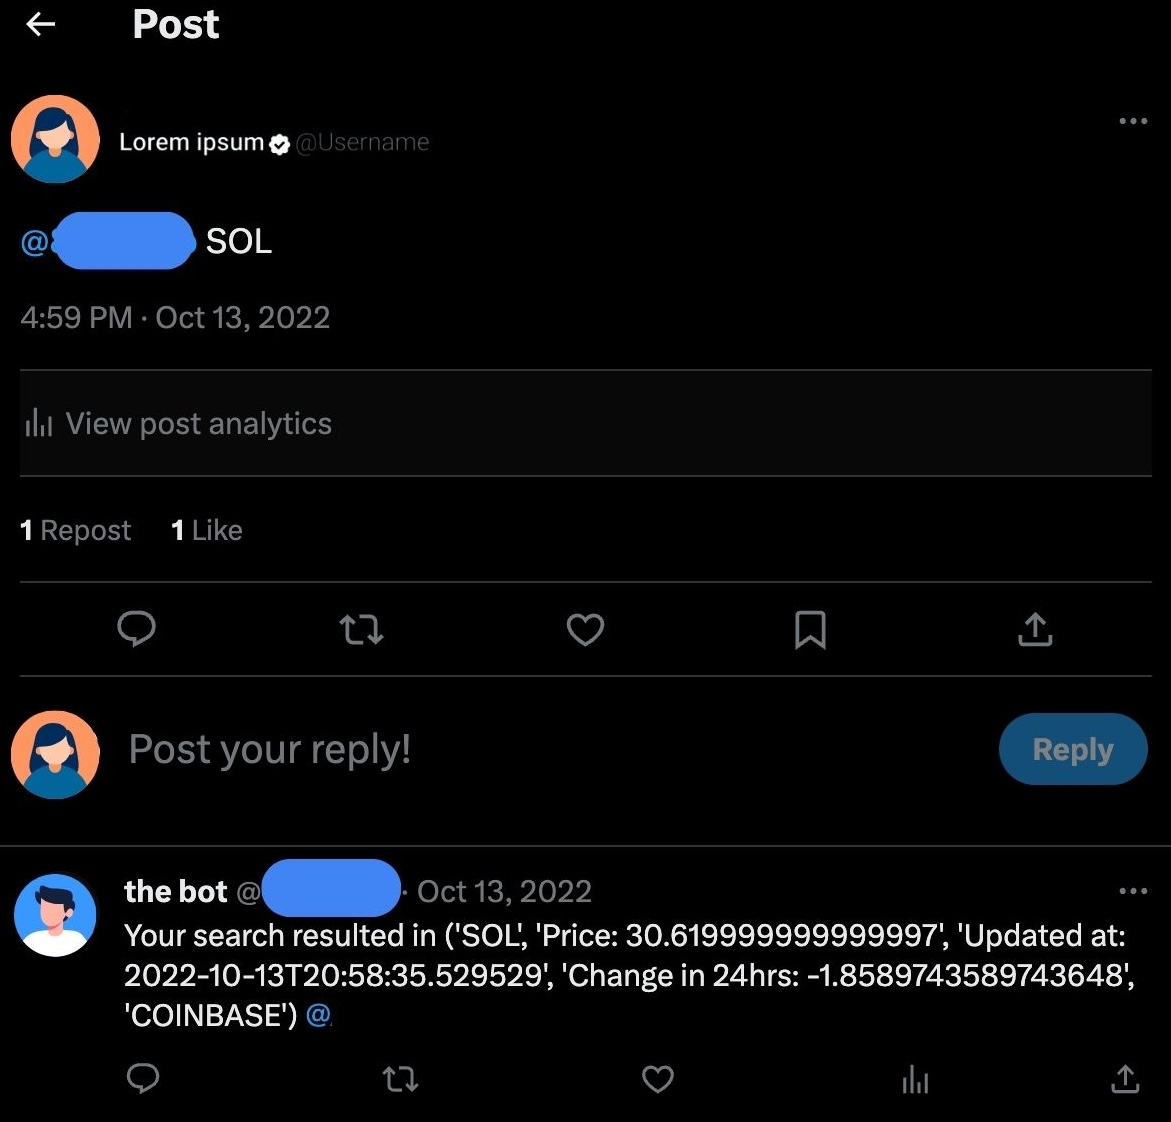 Post
Lorem ipsum @Username
@ SOL
4:59 PM · Oct 13, 2022
View post analytics
1 Repost 1 Like
Post your reply!
Reply
the bot @ · Oct 13, 2022
Your search resulted in ('SOL', 'Price: 30.619999999999997', 'Updated at:
2022-10-13T20:58:35.529529', 'Change in 24hrs: -1.8589743589743648',
'COINBASE') @